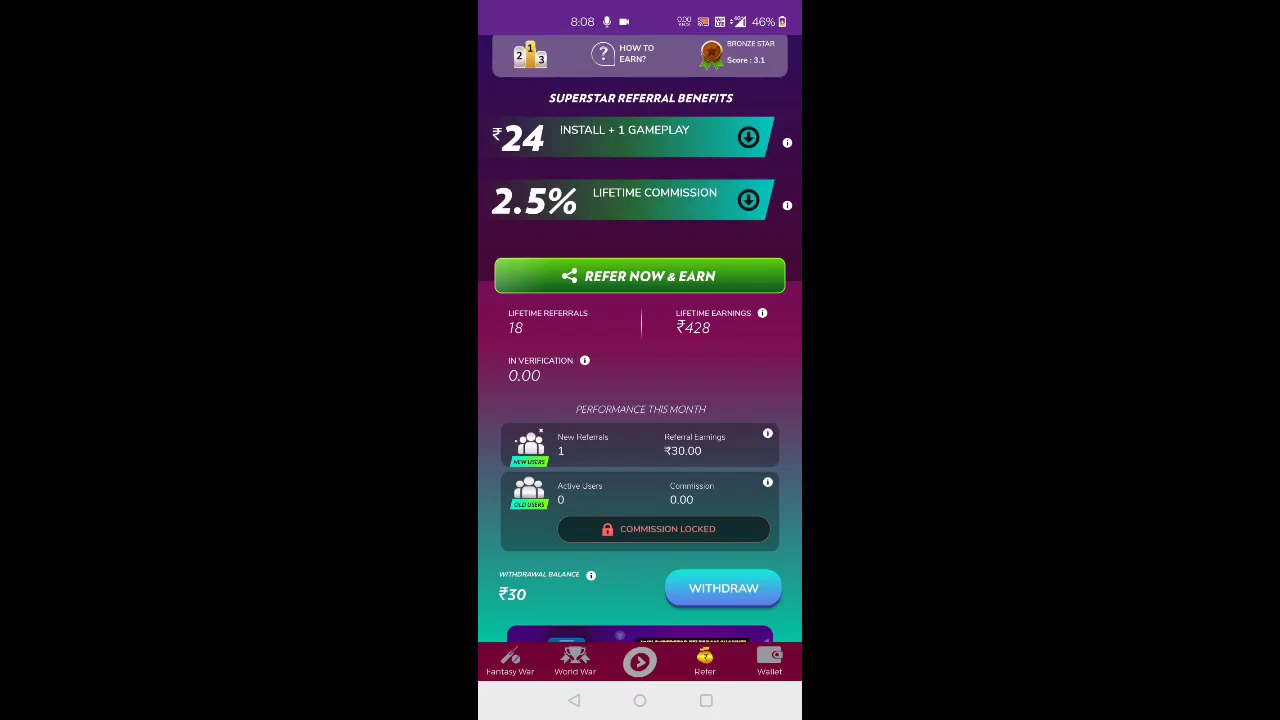 8:08
46%
2 1 3
HOW TO
EARN?
BRONZE STAR
Score : 3.1
SUPERSTAR REFERRAL BENEFITS
₹24 INSTALL + 1 GAMEPLAY
2.5% LIFETIME COMMISSION
REFER NOW & EARN
LIFETIME REFERRALS
18
LIFETIME EARNINGS
₹428
IN VERIFICATION
0.00
PERFORMANCE THIS MONTH
NEW USERS
New Referrals
1
Referral Earnings
₹30.00
OLD USERS
Active Users
0
Commission
0.00
COMMISSION LOCKED
WITHDRAWAL BALANCE
₹30
WITHDRAW
Fantasy War
World War
Refer
Wallet